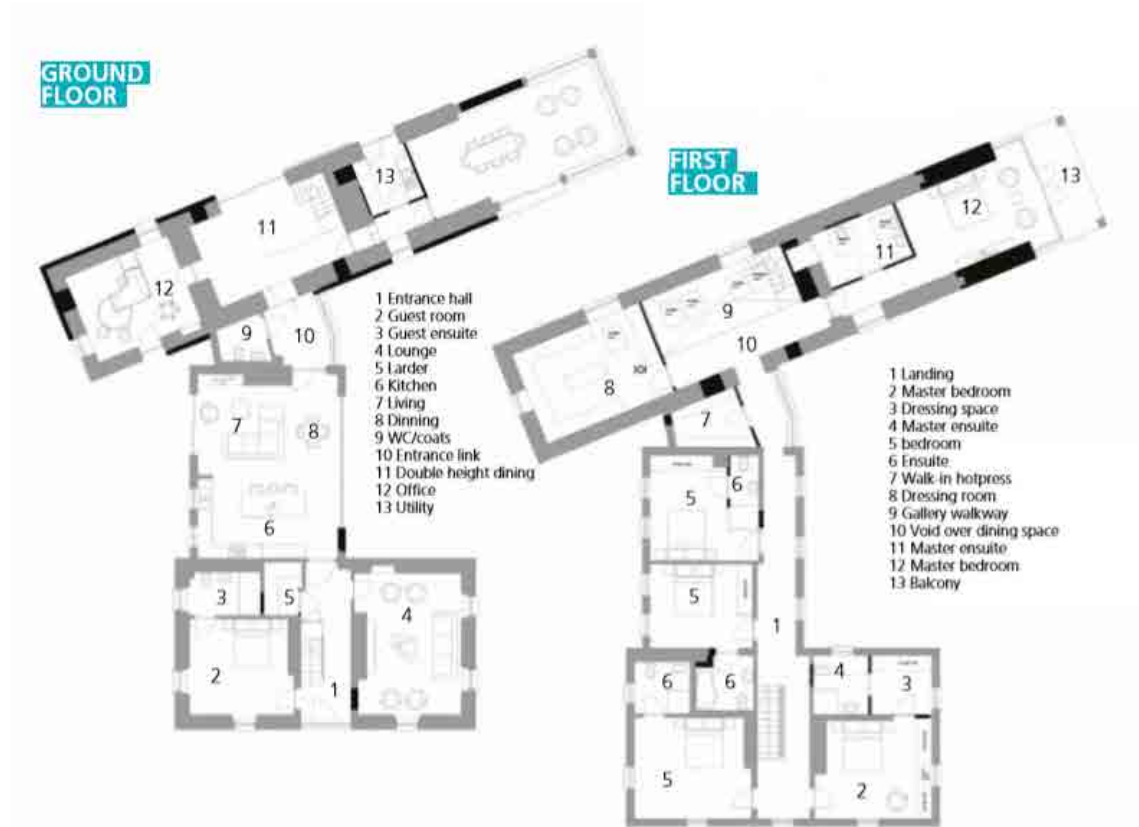 GROUND
FLOOR
13
11
12
9
10
7
8
6
3
5
4
2
1
1 Entrance hall
2 Guest room
3 Guest ensuite
4 Lounge
5 Larder
6 Kitchen
7 Living
8 Dinning
9 WC/coats
10 Entrance link
11 Double height dining
12 Office
13 Utility
FIRST
FLOOR
13
12
11
9
10
8
7
6
5
5
1
4
6
6
3
5
2
1 Landing
2 Master bedroom
3 Dressing space
4 Master ensuite
5 bedroom
6 Ensuite
7 Walk-in hotpress
8 Dressing room
9 Gallery walkway
10 Void over dining space
11 Master ensuite
12 Master bedroom
13 Balcony